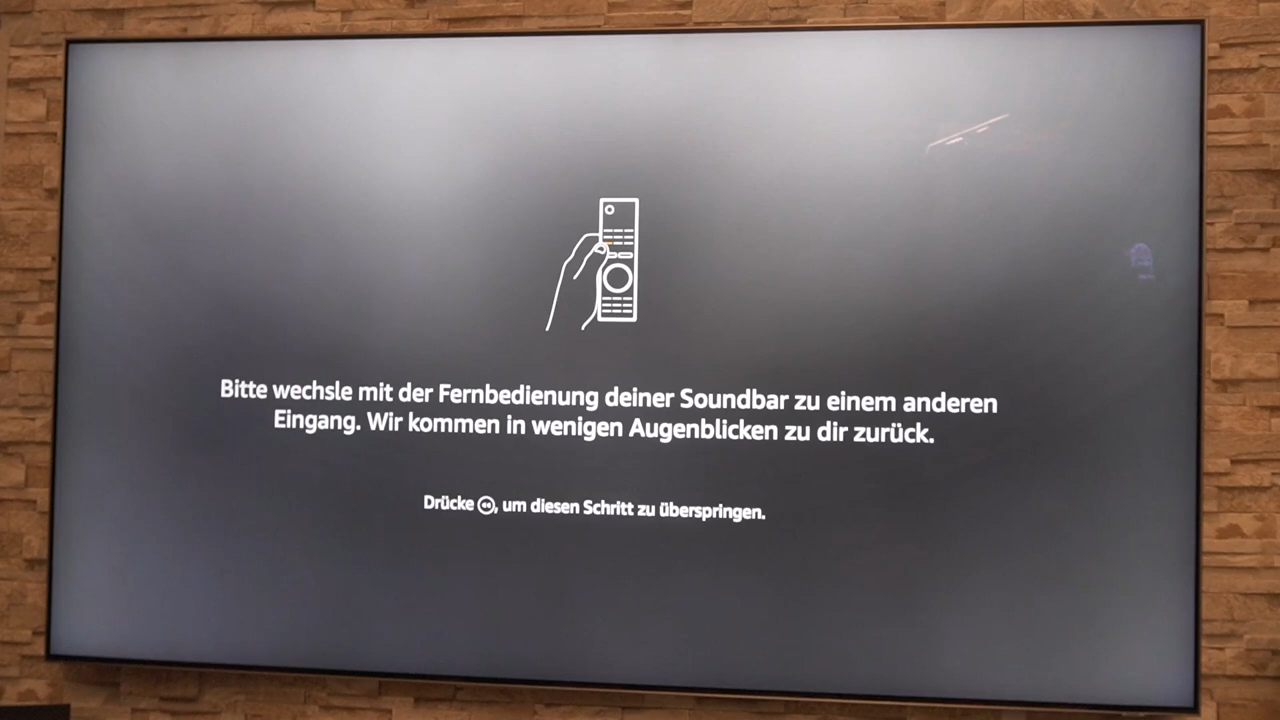 Bitte wechsle mit der Fernbedienung deiner Soundbar zu einem anderen
Eingang. Wir kommen in wenigen Augenblicken zu dir zurück.
Drücke ⏪, um diesen Schritt zu überspringen.